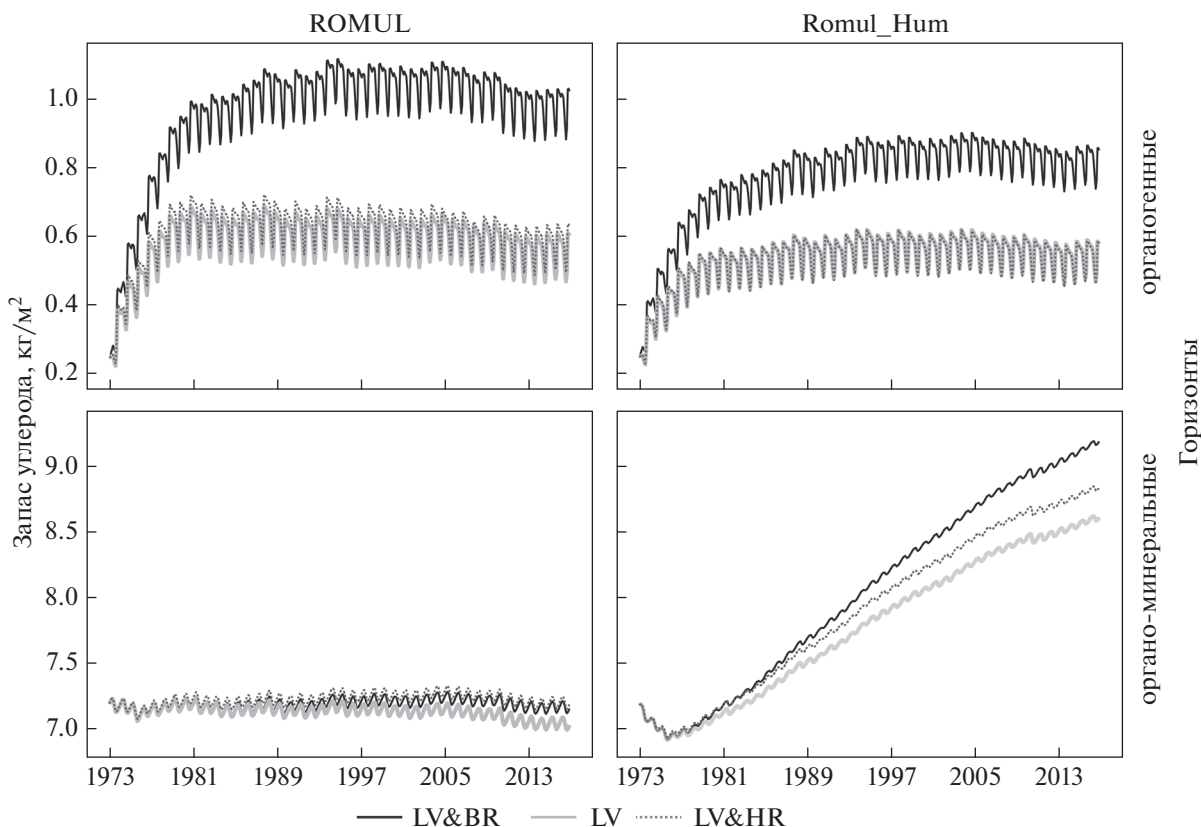 ROMUL
Romul_Hum
Запас углерода, кг/м²
1.0
0.8
0.6
0.4
0.2
органогенные
9.0
8.5
8.0
7.5
7.0
органо-минеральные
Горизонты
1973 1981 1989 1997 2005 2013
1973 1981 1989 1997 2005 2013
LV&BR LV LV&HR